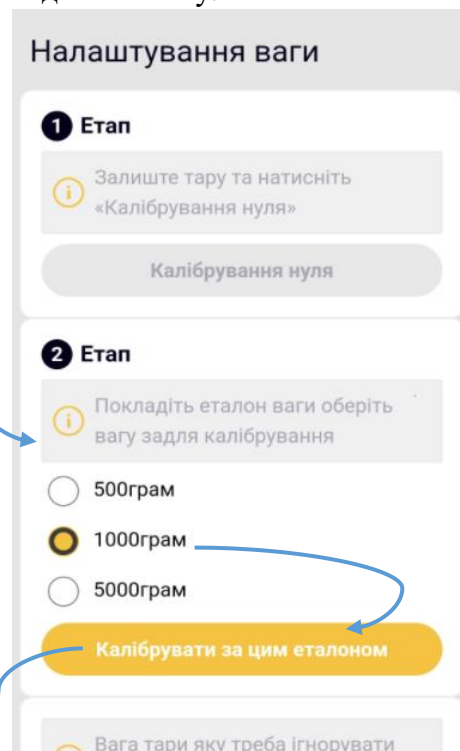 Налаштування ваги
1 Етап
Залиште тару та натисніть
«Калібрування нуля»
Калібрування нуля
2 Етап
Покладіть еталон ваги оберіть
вагу задля калібрування
500грам
1000грам
5000грам
Калібрувати за цим еталоном
Вага тари яку треба ігнорувати